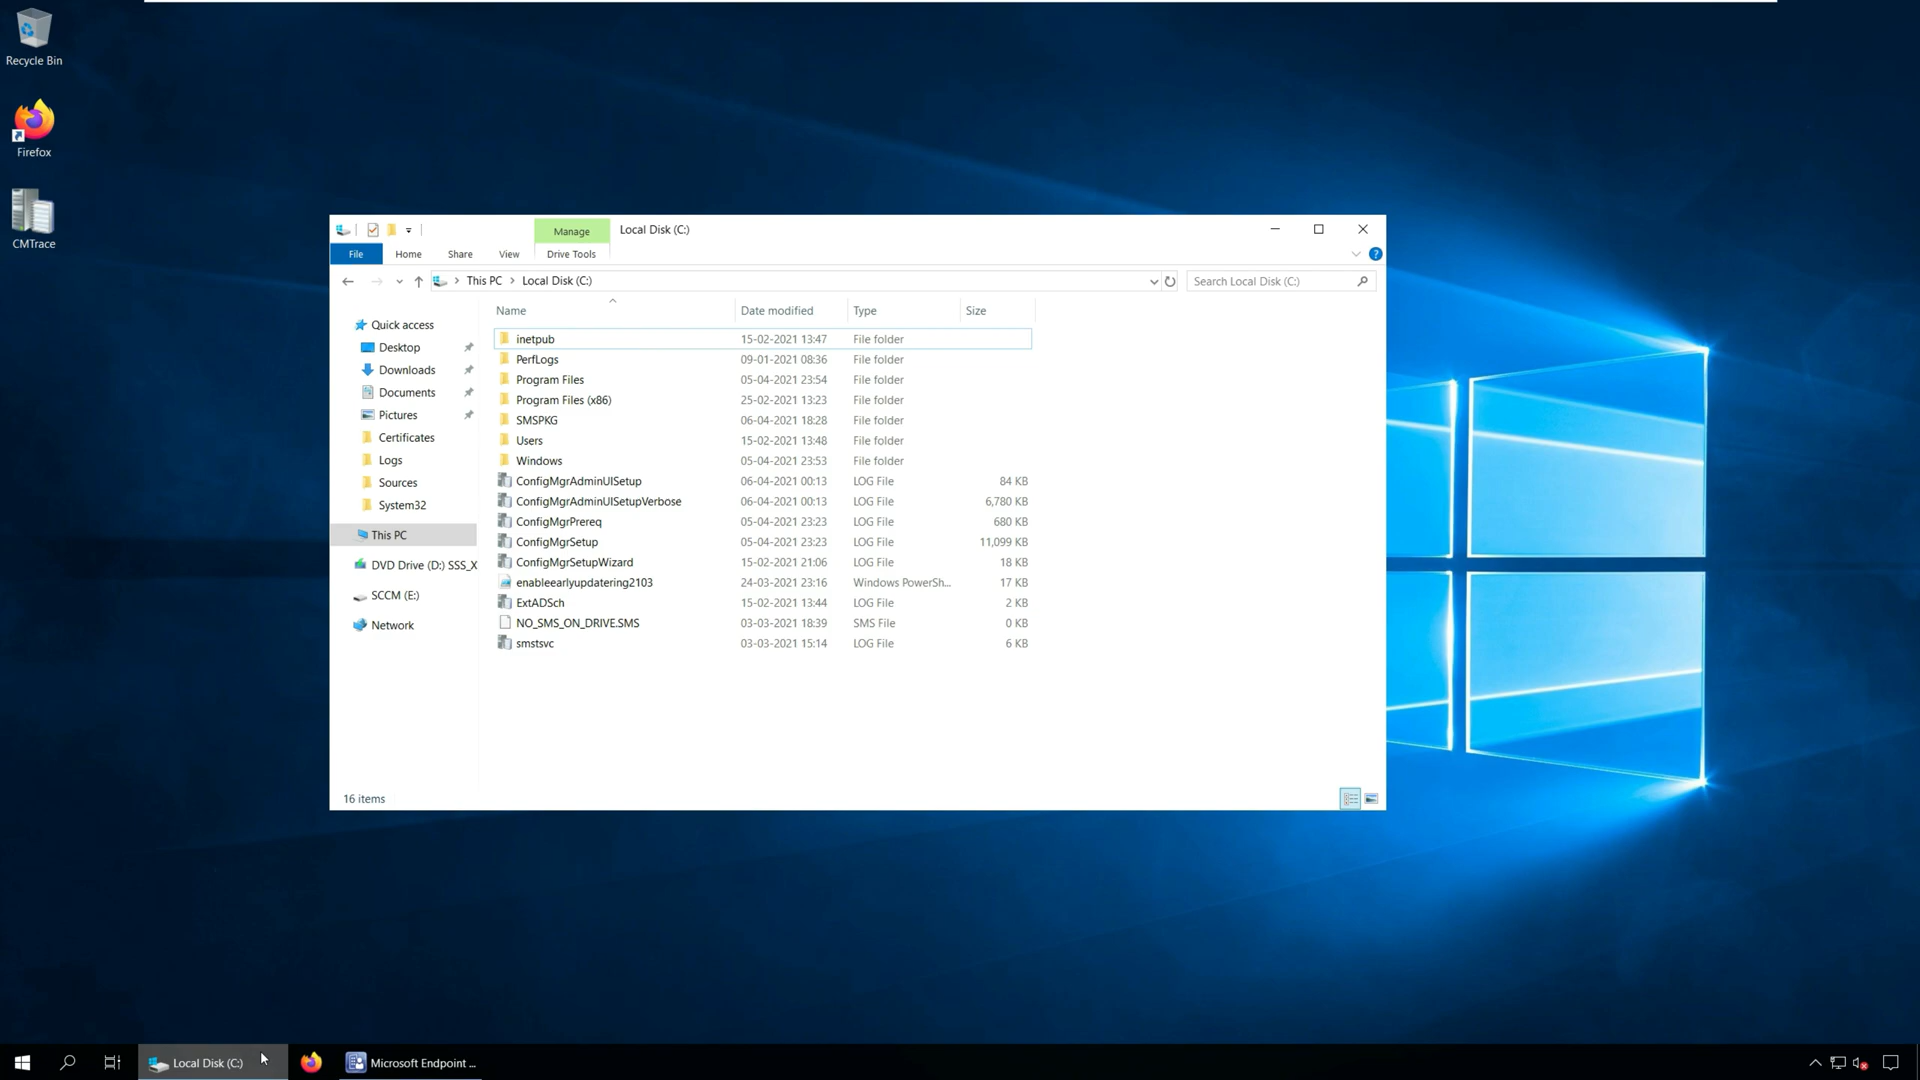 Recycle Bin
Firefox
CMTrace
Manage
Local Disk (C:)
File
Home
Share
View
Drive Tools
This PC
Local Disk (C:)
Search Local Disk (C:)
Name
Date modified
Type
Size
Quick access
Desktop
Downloads
Documents
Pictures
Certificates
Logs
Sources
System32
This PC
DVD Drive (D:) SSS_X
SCCM (E:)
Network
inetpub 15-02-2021 13:47 File folder
PerfLogs 09-01-2021 08:36 File folder
Program Files 05-04-2021 23:54 File folder
Program Files (x86) 25-02-2021 13:23 File folder
SMSPKG 06-04-2021 18:28 File folder
Users 15-02-2021 13:48 File folder
Windows 05-04-2021 23:53 File folder
ConfigMgrAdminUISetup 06-04-2021 00:13 LOG File 84 KB
ConfigMgrAdminUISetupVerbose 06-04-2021 00:13 LOG File 6,780 KB
ConfigMgrPrereq 05-04-2021 23:23 LOG File 680 KB
ConfigMgrSetup 05-04-2021 23:23 LOG File 11,099 KB
ConfigMgrSetupWizard 15-02-2021 21:06 LOG File 18 KB
enableearlyupdatering2103 24-03-2021 23:16 Windows PowerSh... 17 KB
ExtADSch 15-02-2021 13:44 LOG File 2 KB
NO_SMS_ON_DRIVE.SMS 03-03-2021 18:39 SMS File 0 KB
smstsvc 03-03-2021 15:14 LOG File 6 KB
16 items
Local Disk (C:)
Microsoft Endpoint ...